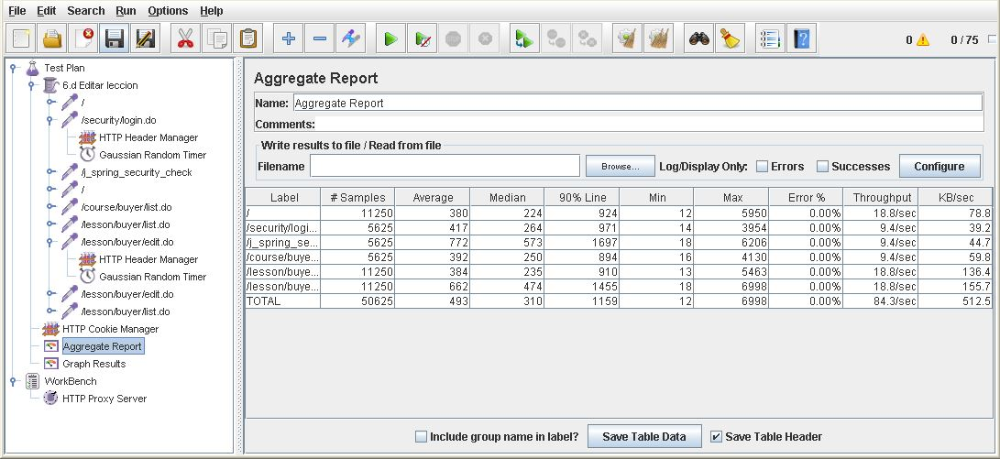 File Edit Search Run Options Help
0 0 / 75
Test Plan
6.d Editar leccion
/
/security/login.do
HTTP Header Manager
Gaussian Random Timer
/j_spring_security_check
/
/course/buyer/list.do
/lesson/buyer/list.do
/lesson/buyer/edit.do
HTTP Header Manager
Gaussian Random Timer
/lesson/buyer/edit.do
/lesson/buyer/list.do
HTTP Cookie Manager
Aggregate Report
Graph Results
WorkBench
HTTP Proxy Server
Aggregate Report
Name: Aggregate Report
Comments:
Write results to file / Read from file
Filename Browse... Log/Display Only: Errors Successes Configure
Label # Samples Average Median 90% Line Min Max Error % Throughput KB/sec
/ 11250 380 224 924 12 5950 0.00% 18.8/sec 78.8
/security/logi... 5625 417 264 971 14 3954 0.00% 9.4/sec 39.2
/j_spring_se... 5625 772 573 1697 18 6206 0.00% 9.4/sec 44.7
/course/buye... 5625 392 250 894 16 4130 0.00% 9.4/sec 59.8
/lesson/buye... 11250 384 235 910 13 5463 0.00% 18.8/sec 136.4
/lesson/buye... 11250 662 474 1455 18 6998 0.00% 18.8/sec 155.7
TOTAL 50625 493 310 1159 12 6998 0.00% 84.3/sec 512.5
Include group name in label? Save Table Data Save Table Header